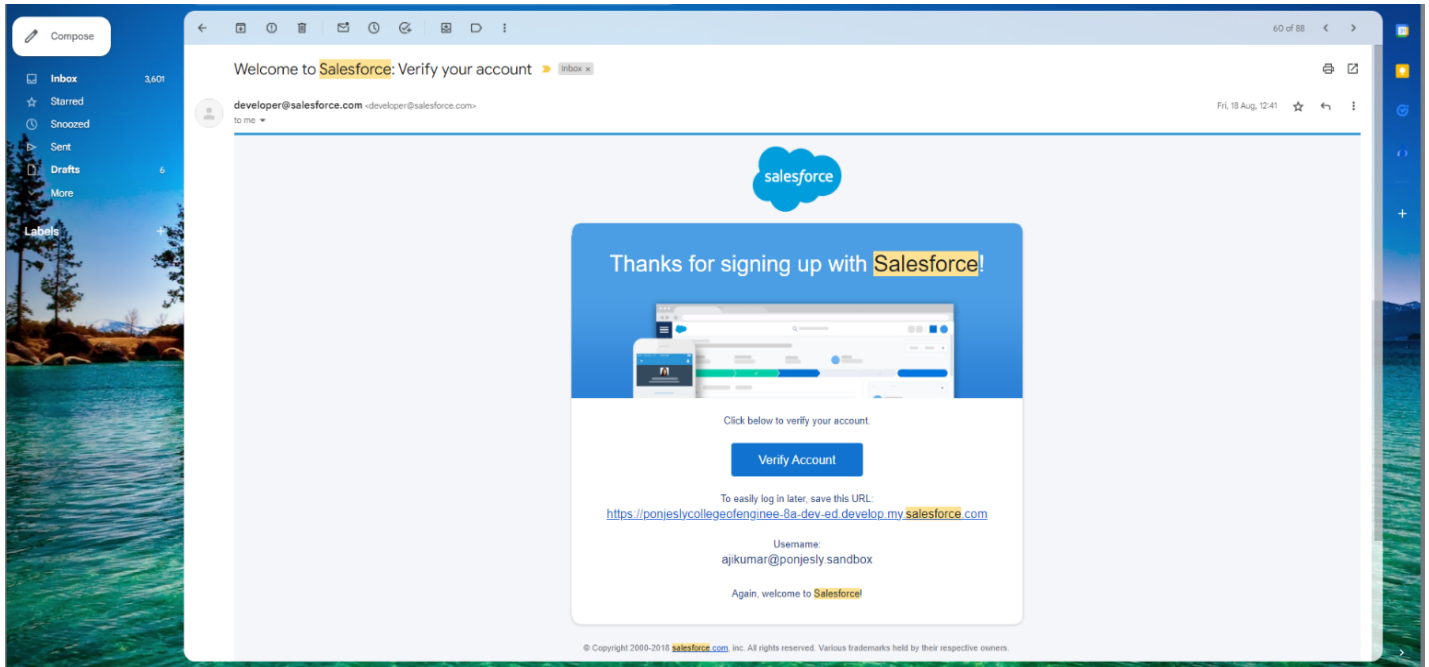 Compose
60 of 88
Inbox 3,601
Starred
Snoozed
Sent
Drafts 6
More
Labels
Welcome to Salesforce: Verify your account
Inbox x
developer@salesforce.com <developer@salesforce.com>
Fri, 18 Aug, 12:41
to me
salesforce
Thanks for signing up with Salesforce!
Click below to verify your account.
Verify Account
To easily log in later, save this URL:
https://ponjeslycollegeofenginee-8a-dev-ed.develop.my.salesforce.com
Username:
ajikumar@ponjesly.sandbox
Again, welcome to Salesforce!
© Copyright 2000-2018 salesforce.com, inc. All rights reserved. Various trademarks held by their respective owners.